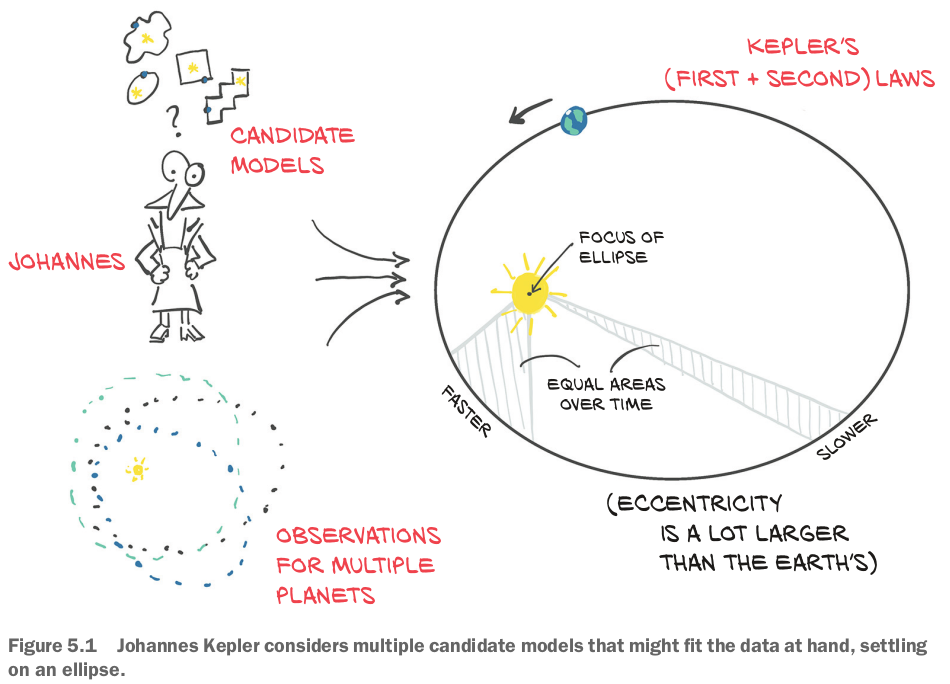 KEPLER'S
(FIRST + SECOND) LAWS
?
CANDIDATE
MODELS
JOHANNES
FOCUS OF
ELLIPSE
EQUAL AREAS
OVER TIME
FASTER
SLOWER
(ECCENTRICITY
IS A LOT LARGER
THAN THE EARTH'S)
OBSERVATIONS
FOR MULTIPLE
PLANETS
Figure 5.1 Johannes Kepler considers multiple candidate models that might fit the data at hand, settling
on an ellipse.